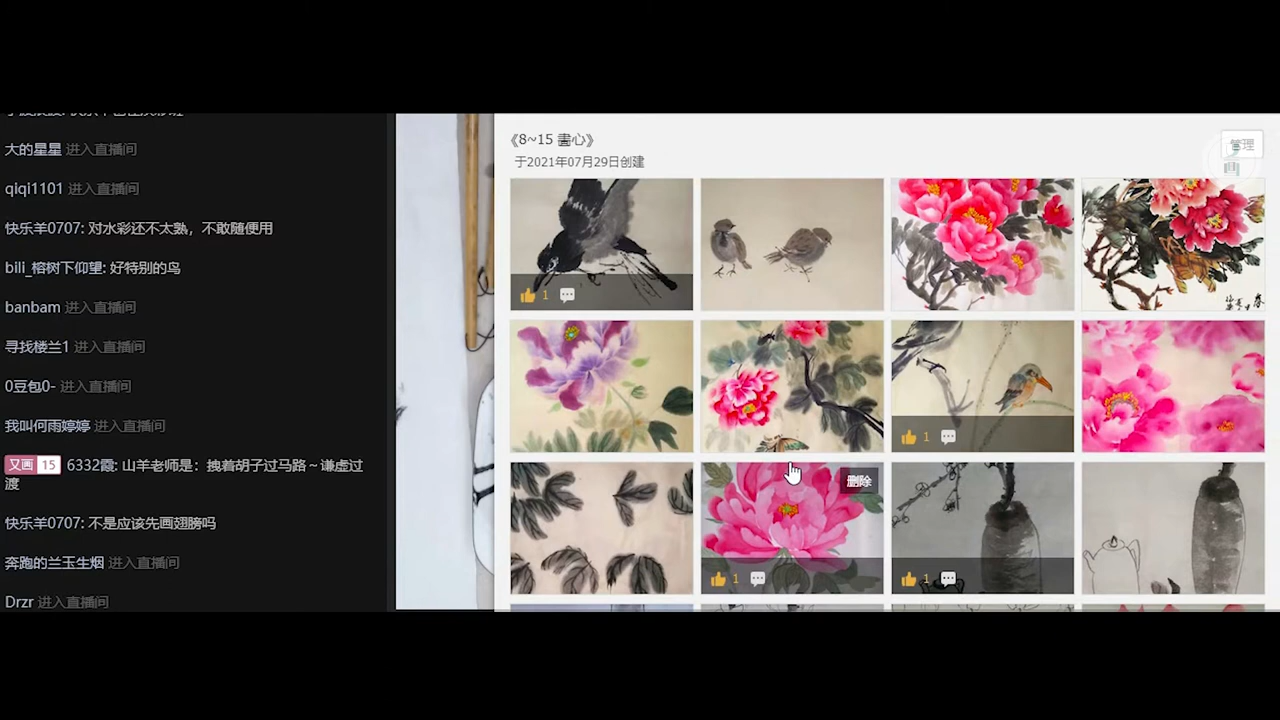 大的星星 进入直播间
qiqi1101 进入直播间
快乐羊0707: 对水彩还不太熟，不敢随便用
bili_榕树下仰望: 好特别的鸟
banbam 进入直播间
寻找楼兰1 进入直播间
0豆包0- 进入直播间
我叫何雨婷婷 进入直播间
又画 15 6332霞: 山羊老师是：拽着胡子过马路～谦虚过
渡
快乐羊0707: 不是应该先画翅膀吗
奔跑的兰玉生烟 进入直播间
Drzr 进入直播间
《8~15 畵心》
于2021年07月29日创建
管理
1
春
1
删除
1
1